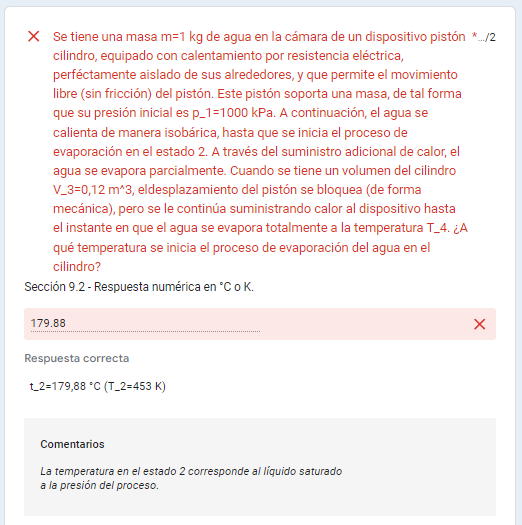 Se tiene una masa m=1 kg de agua en la cámara de un dispositivo pistón * .../2
cilindro, equipado con calentamiento por resistencia eléctrica,
perféctamente aislado de sus alrededores, y que permite el movimiento
libre (sin fricción) del pistón. Este pistón soporta una masa, de tal forma
que su presión inicial es p_1=1000 kPa. A continuación, el agua se
calienta de manera isobárica, hasta que se inicia el proceso de
evaporación en el estado 2. A través del suministro adicional de calor, el
agua se evapora parcialmente. Cuando se tiene un volumen del cilindro
V_3=0,12 m^3, eldesplazamiento del pistón se bloquea (de forma
mecánica), pero se le continúa suministrando calor al dispositivo hasta
el instante en que el agua se evapora totalmente a la temperatura T_4. ¿A
qué temperatura se inicia el proceso de evaporación del agua en el
cilindro?
Sección 9.2 - Respuesta numérica en °C o K.
179.88
Respuesta correcta
t_2=179,88 °C (T_2=453 K)
Comentarios
La temperatura en el estado 2 corresponde al líquido saturado
a la presión del proceso.